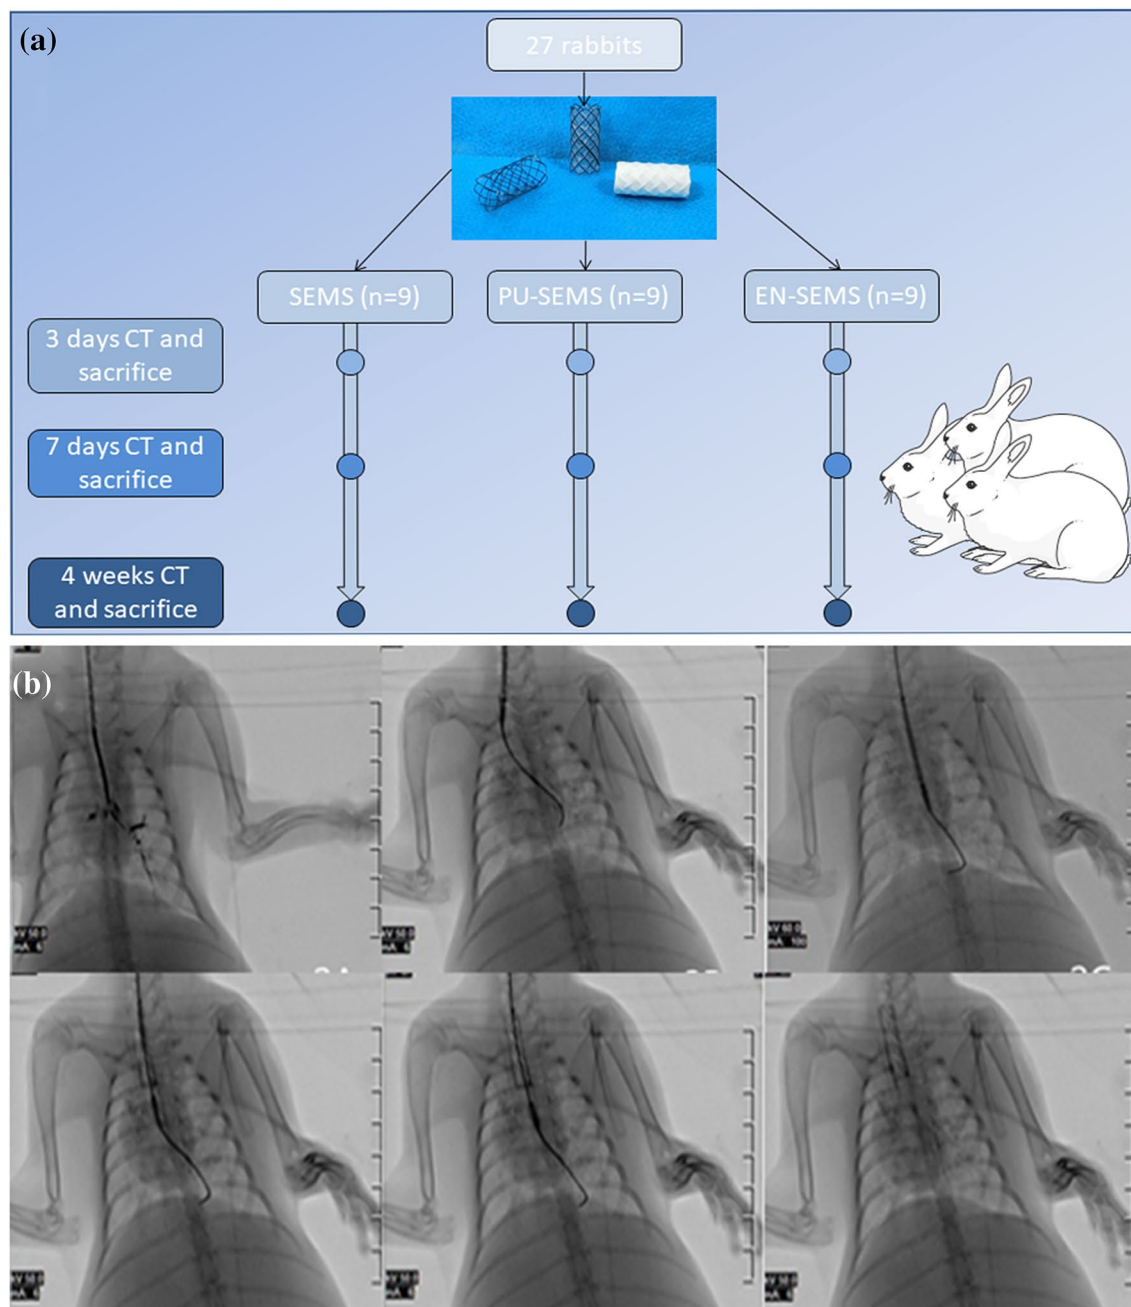 (a)
27 rabbits
SEMS (n=9)
PU-SEMS (n=9)
EN-SEMS (n=9)
3 days CT and
sacrifice
7 days CT and
sacrifice
4 weeks CT
and sacrifice
(b)